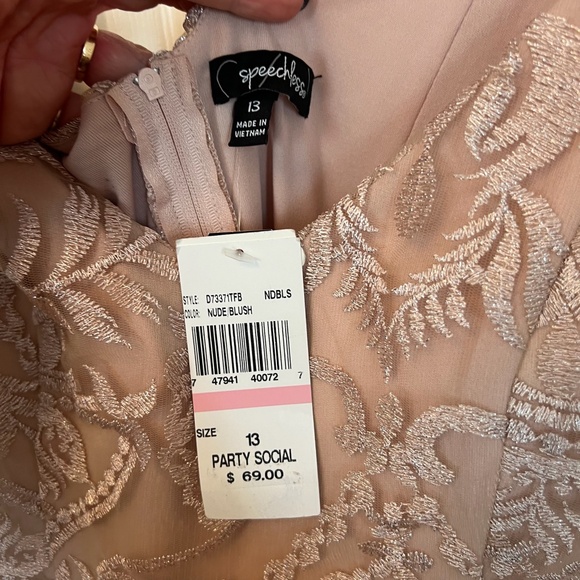 speechless
13
MADE IN
VIETNAM
STYLE: D73371TFB NDBLS
COLOR: NUDE/BLUSH
7 47941 40072 7
SIZE 13
PARTY SOCIAL
$ 69.00